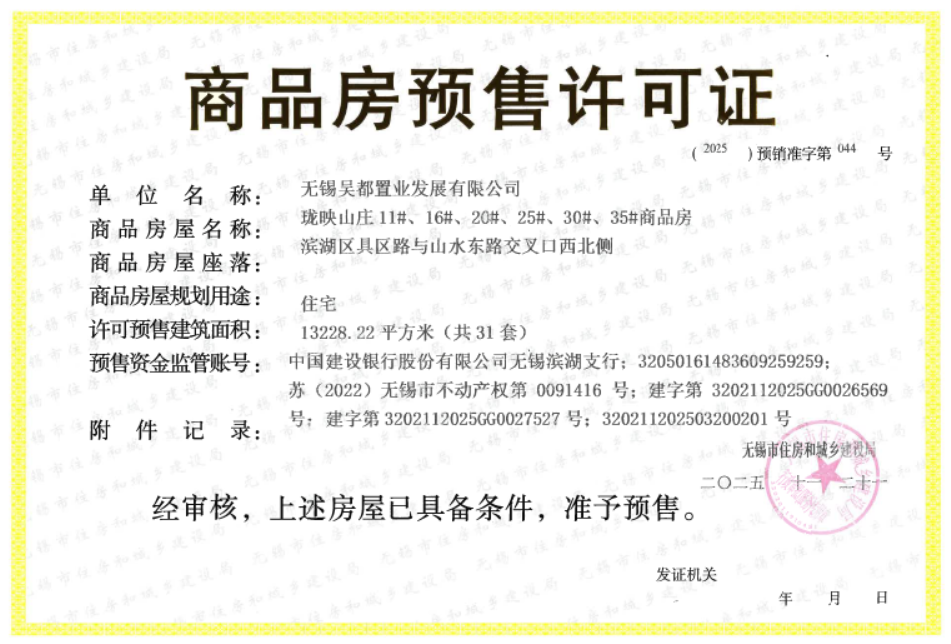 商品房预售许可证
( 2025 )预销准字第 044 号
单位名称: 无锡吴都置业发展有限公司
商品房屋名称: 珑映山庄11#、16#、20#、25#、30#、35#商品房
商品房屋座落: 滨湖区具区路与山水东路交叉口西北侧
商品房屋规划用途: 住宅
许可预售建筑面积: 13228.22 平方米（共31套）
预售资金监管账号: 中国建设银行股份有限公司无锡滨湖支行; 32050161483609259259;
苏（2022）无锡市不动产权第 0091416 号; 建字第 3202112025GG0026569
附件记录: 号; 建字第 3202112025GG0027527 号; 320211202503200201 号
无锡市住房和城乡建设局
二〇二五 十一 二十一
经审核，上述房屋已具备条件，准予预售。
发证机关
年 月 日